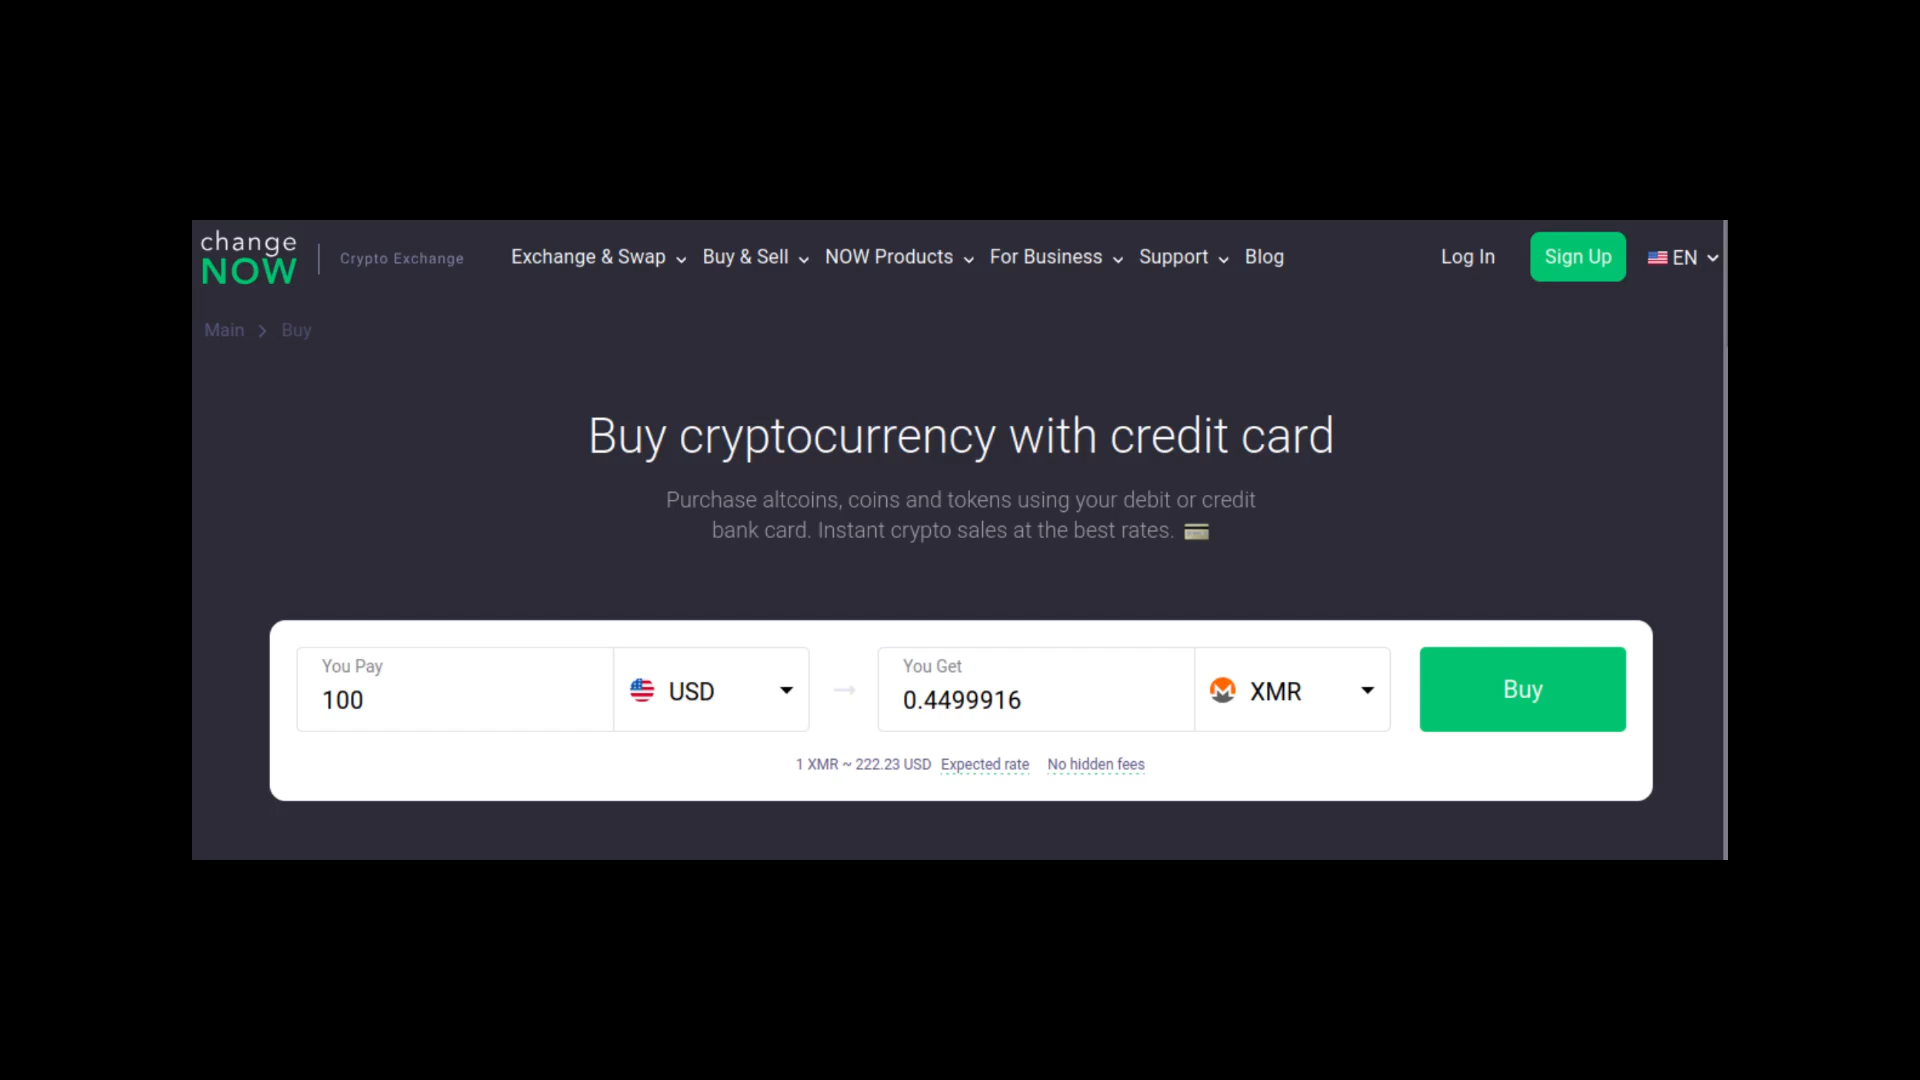 change
NOW
Crypto Exchange
Exchange & Swap
Buy & Sell
NOW Products
For Business
Support
Blog
Log In
Sign Up
EN
Main > Buy
Buy cryptocurrency with credit card
Purchase altcoins, coins and tokens using your debit or credit
bank card. Instant crypto sales at the best rates.
You Pay
100
USD
You Get
0.4499916
XMR
Buy
1 XMR ~ 222.23 USD Expected rate No hidden fees